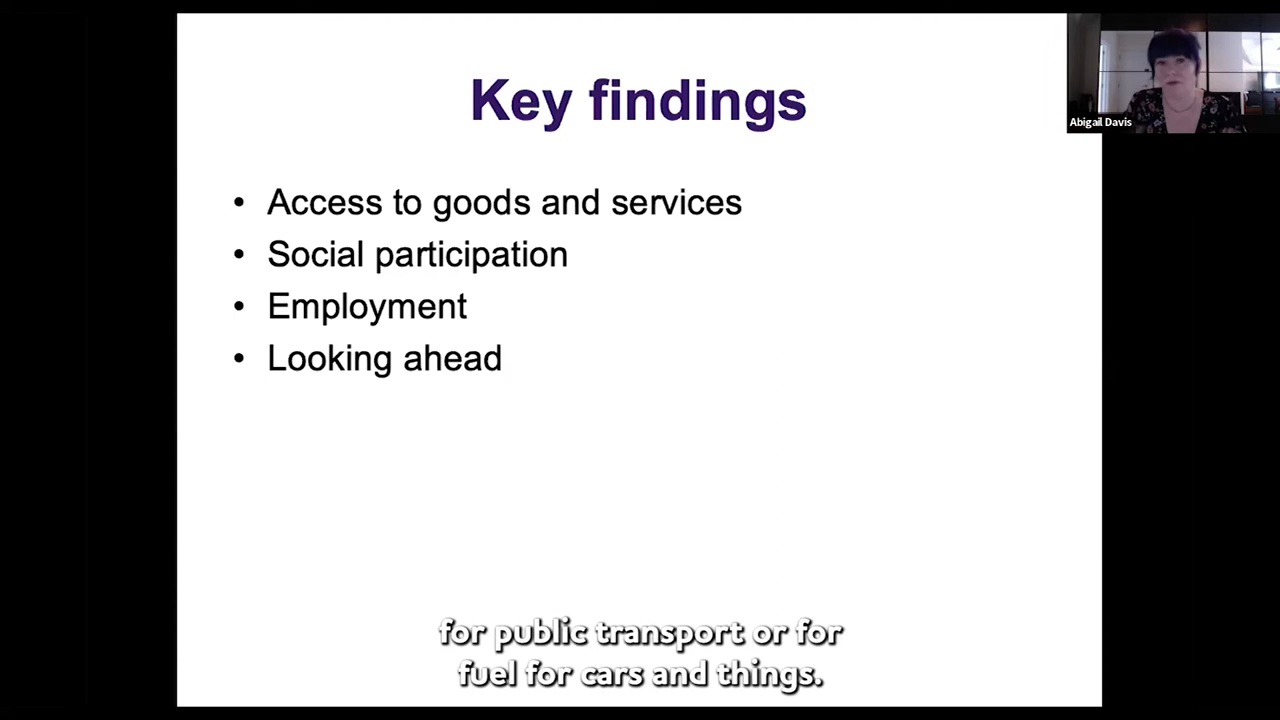 Key findings
Abigail Davis
• Access to goods and services
• Social participation
• Employment
• Looking ahead
for public transport or for
fuel for cars and things.